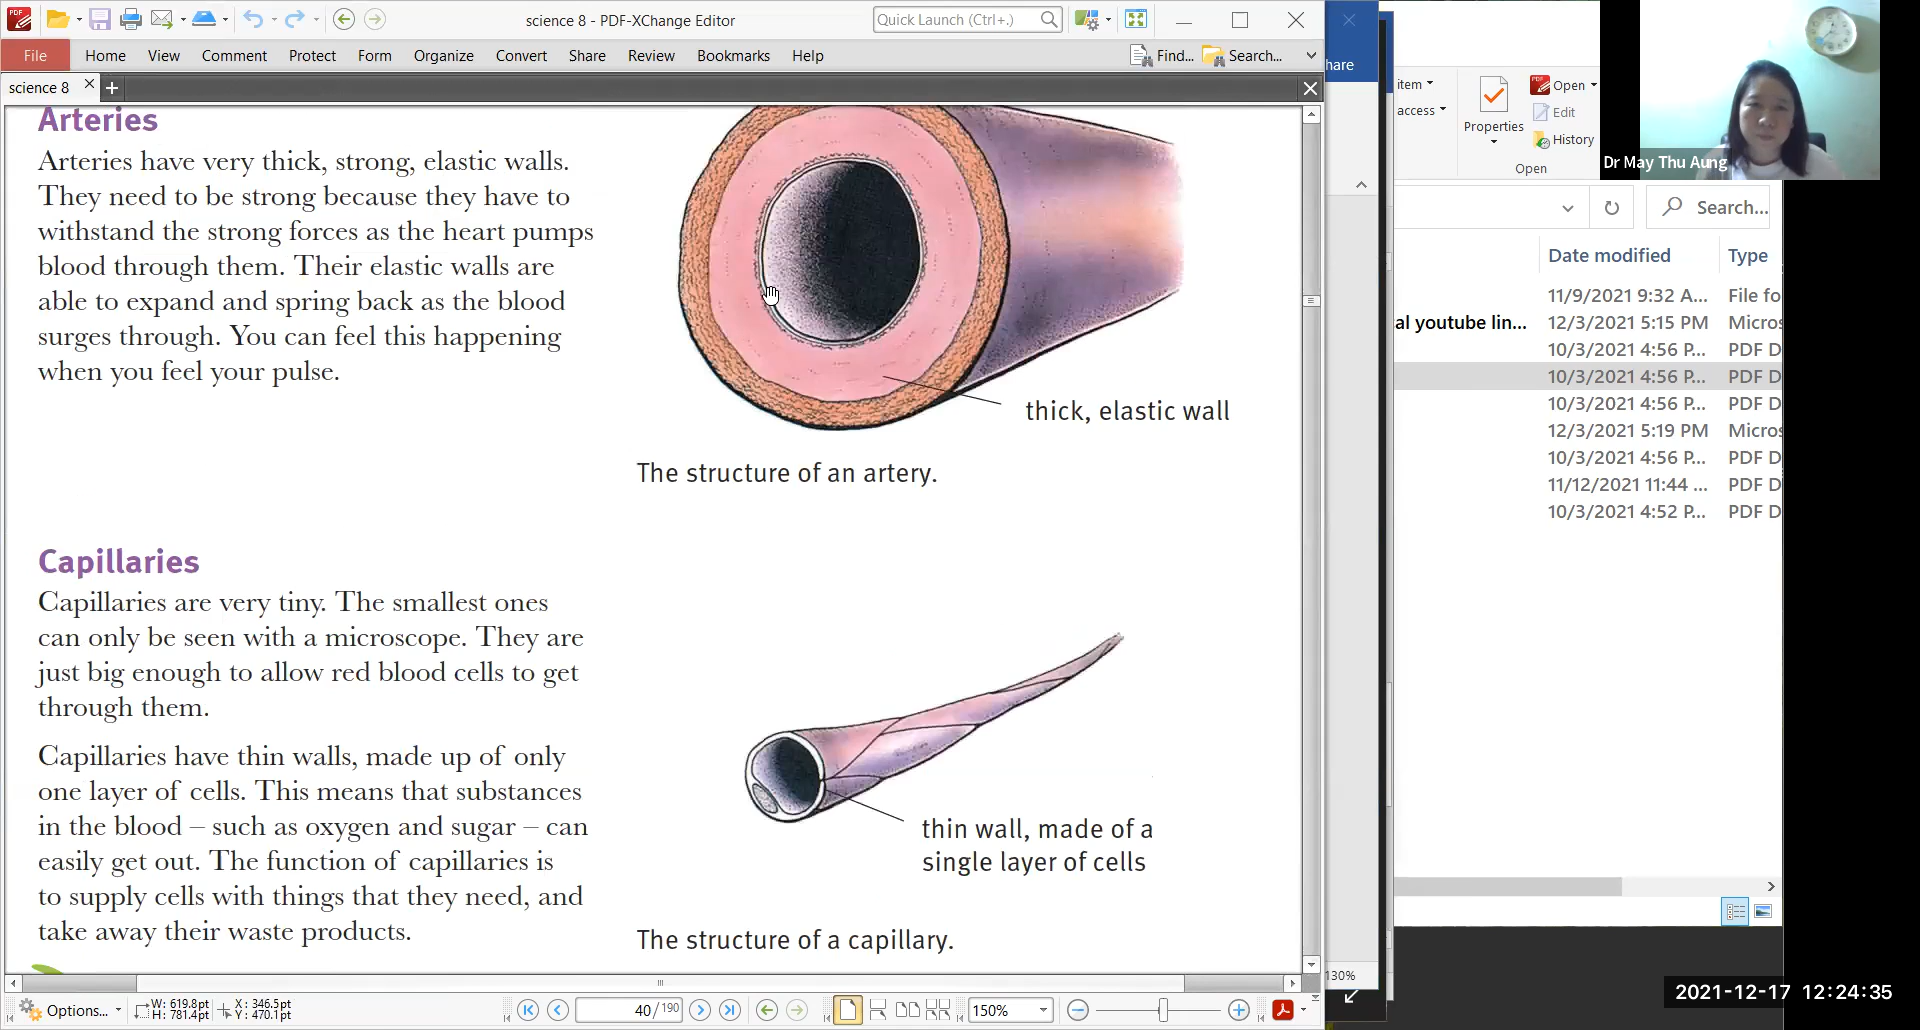 science 8 - PDF-XChange Editor
Quick Launch (Ctrl+.)
File Home View Comment Protect Form Organize Convert Share Review Bookmarks Help
Find... Search...
science 8
Arteries
Arteries have very thick, strong, elastic walls.
They need to be strong because they have to
withstand the strong forces as the heart pumps
blood through them. Their elastic walls are
able to expand and spring back as the blood
surges through. You can feel this happening
when you feel your pulse.
thick, elastic wall
The structure of an artery.
Capillaries
Capillaries are very tiny. The smallest ones
can only be seen with a microscope. They are
just big enough to allow red blood cells to get
through them.
Capillaries have thin walls, made up of only
one layer of cells. This means that substances
in the blood – such as oxygen and sugar – can
easily get out. The function of capillaries is
to supply cells with things that they need, and
take away their waste products.
thin wall, made of a
single layer of cells
The structure of a capillary.
Options...
W: 619.8pt
H: 781.4pt
X: 346.5pt
Y: 470.1pt
40 / 190
150%
hare
130%
item
access
Properties
Open
Edit
History
Open
Dr May Thu Aung
Search...
Date modified Type
11/9/2021 9:32 A... File fo
al youtube lin... 12/3/2021 5:15 PM Micros
10/3/2021 4:56 P... PDF D
10/3/2021 4:56 P... PDF D
10/3/2021 4:56 P... PDF D
12/3/2021 5:19 PM Micros
10/3/2021 4:56 P... PDF D
11/12/2021 11:44 ... PDF D
10/3/2021 4:52 P... PDF D
2021-12-17 12:24:35